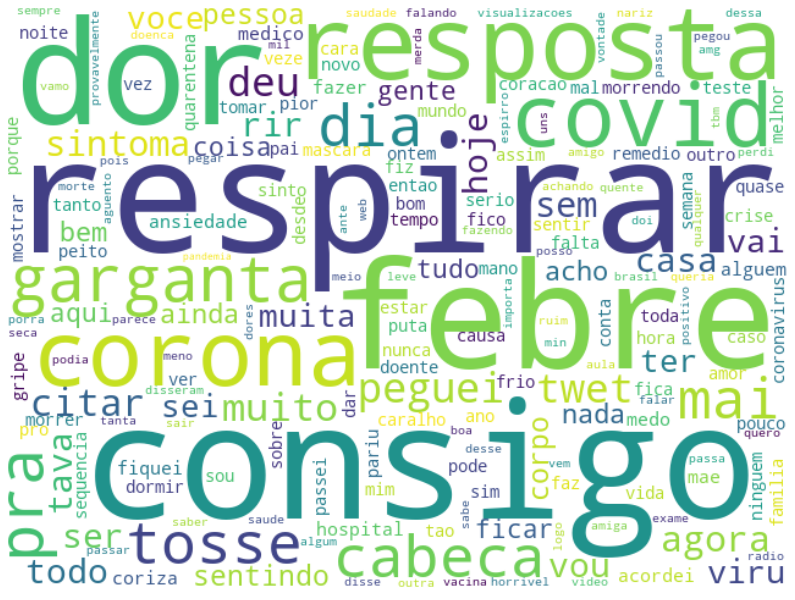 sempre
saudade
falando
visualizacoes
nariz
dessa
doenca
mil
merda
vontade
pegou
amg
provavelmente
vamo
noite
voce
pessoa
medico
veze
cara
novo
dor
resposta
vez
quarentena
deu
fazer
gente
coracao
mal
morrendo
teste
passou
melhor
tomar
pior
rir
dia
mundo
espirro
covid
uns
tbm
porque
sintoma
coisa
pai
mascara
ontem
hoje
assim
amigo
remedio
outro
perdi
pois
pegar
fiz
entao
respirar
morte
aguento
sinto
desdeo
bom
serio
sem
achando
quente
semana
quase
mostrar
tanto
ansiedade
tempo
fico
ante
web
fazendo
sentir
doi
qualquer
crise
bem
peito
posso
falta
vai
pandemia
garganta
meio
leve
tudo
mano
acho
casa
alguem
febre
estar
importa
brasil
queria
positivo
coronavirus
porra
aqui
ainda
muita
dores
puta
ruim
conta
toda
seca
parece
corona
nunca
causa
min
aula
hora
caso
gripe
podia
meno
doente
ter
disseram
ver
dar
peguei
frio
twet
fica
amor
falar
mai
citar
sei
muito
tanta
sair
caralho
ano
nada
medo
pouco
morrer
pro
sobre
boa
desse
corpo
quero
pra
tava
sequencia
consigo
fiquei
sou
passei
pariu
pode
vem
passa
mae
ninguem
familia
dormir
mim
sim
sabe
faz
vida
ser
tosse
saber
saude
hospital
tao
ficar
logo
amiga
exame
agora
todo
passar
algum
cabeca
vou
radio
coriza
sentindo
disse
outra
vacina
horrivel
video
acordei
viru